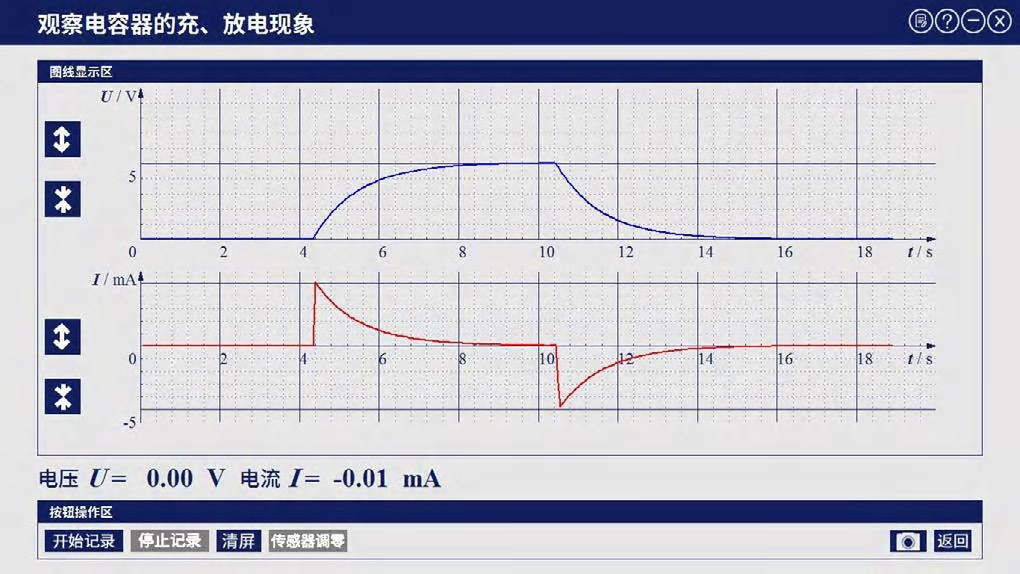 观察电容器的充、放电现象
图线显示区
U / V
5
0 2 4 6 8 10 12 14 16 18 t / s
I / mA
0 2 4 6 8 10 12 14 16 18 t / s
-5
电压 U = 0.00 V 电流 I = -0.01 mA
按钮操作区
开始记录 停止记录 清屏 传感器调零 返回